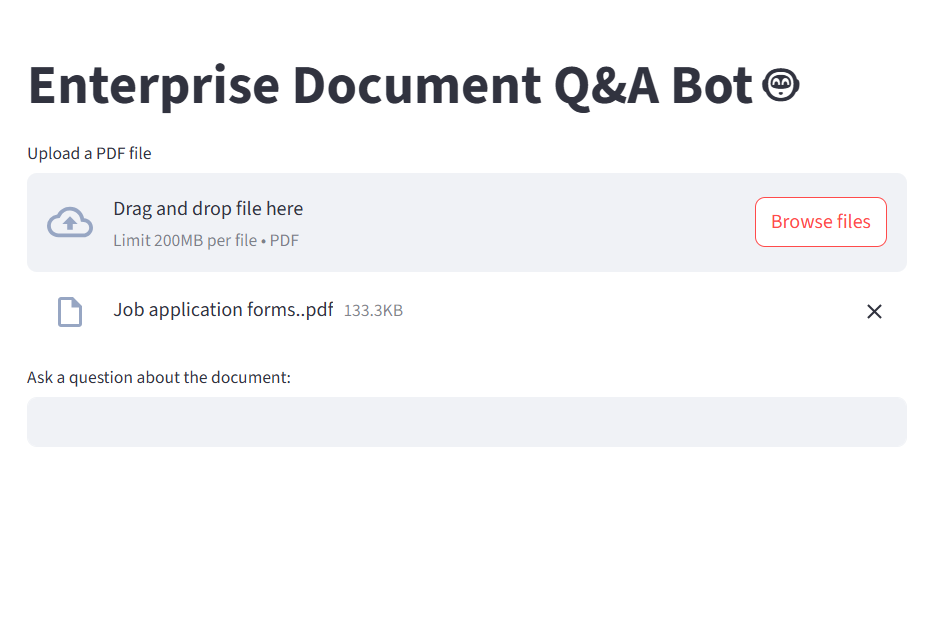 Enterprise Document Q&A Bot
Upload a PDF file
Drag and drop file here
Limit 200MB per file • PDF
Browse files
Job application forms..pdf 133.3KB
Ask a question about the document: